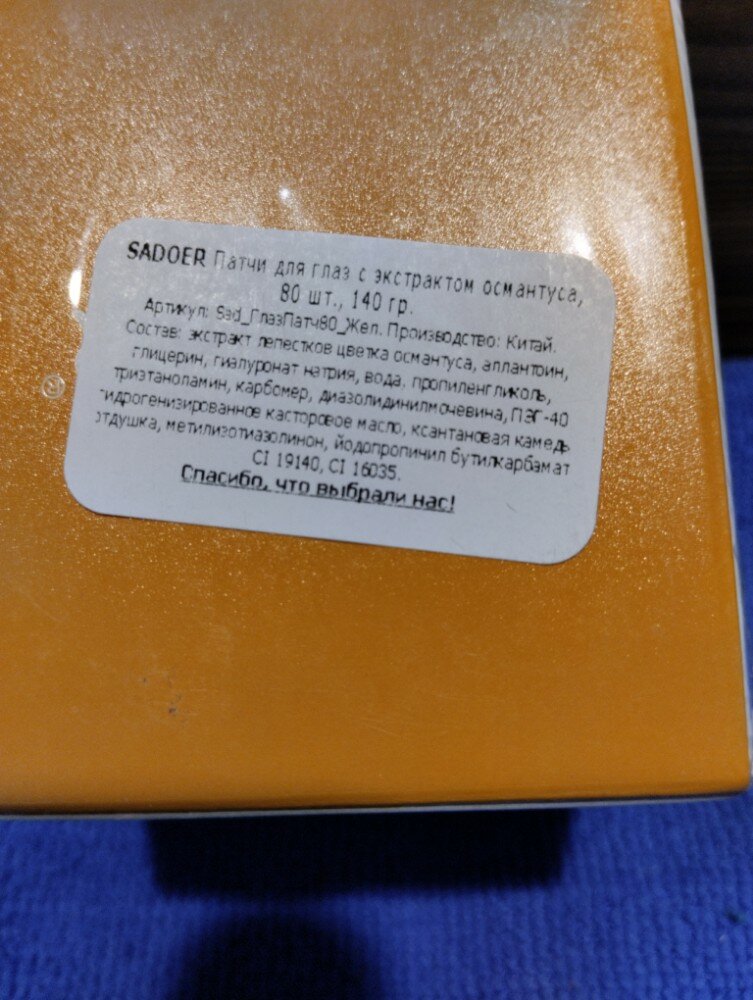 SADOER Патчи для глаз с экстрактом османтуса,
80 шт., 140 гр.
Артикул: Sad_ГлазПатч80_Жел. Производство: Китай.
Состав: экстракт лепестков цветка османтуса, аллантоин,
глицерин, гиалуронат натрия, вода, пропиленгликоль,
триэтаноламин, карбомер, диазолидинилмочевина, ПЭГ-40
гидрогенизированное касторовое масло, ксантановая камедь
отдушка, метилизотиазолинон, йодопропинил бутилкарбамат
CI 19140, CI 16035.
Спасибо, что выбрали нас!